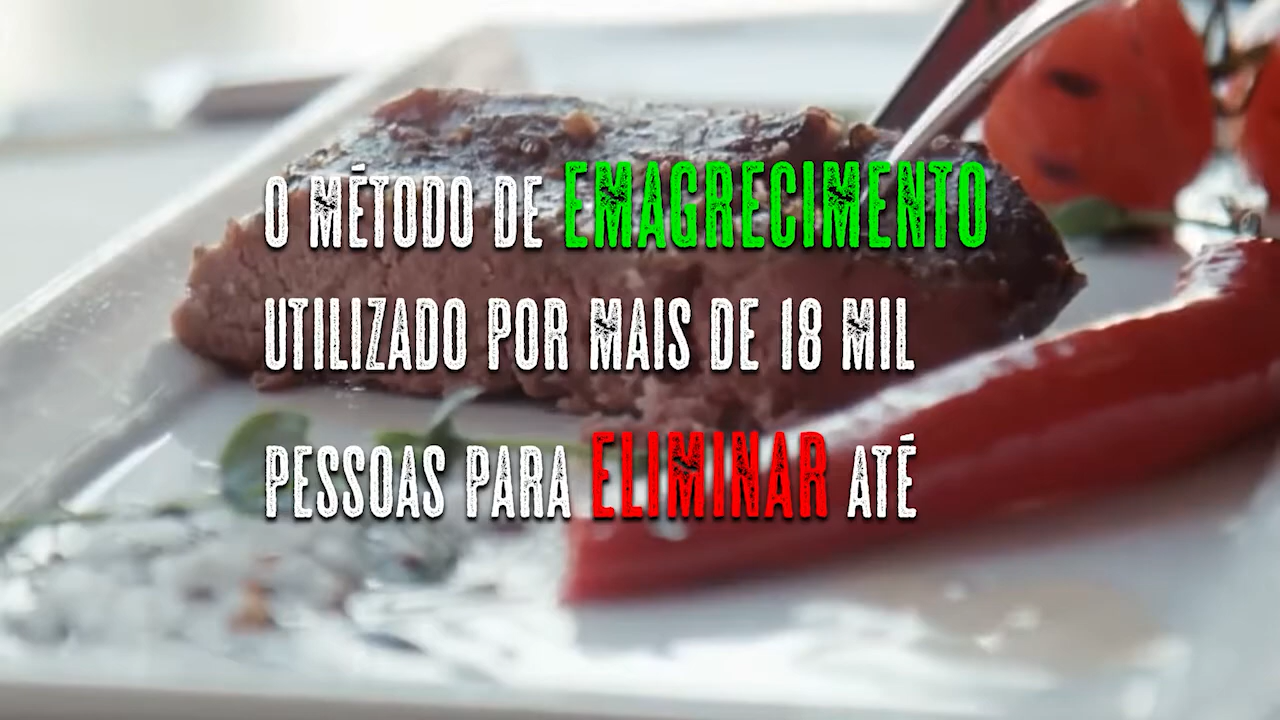 O MÉTODO DE EMAGRECIMENTO
UTILIZADO POR MAIS DE 18 MIL
PESSOAS PARA ELIMINAR ATÉ